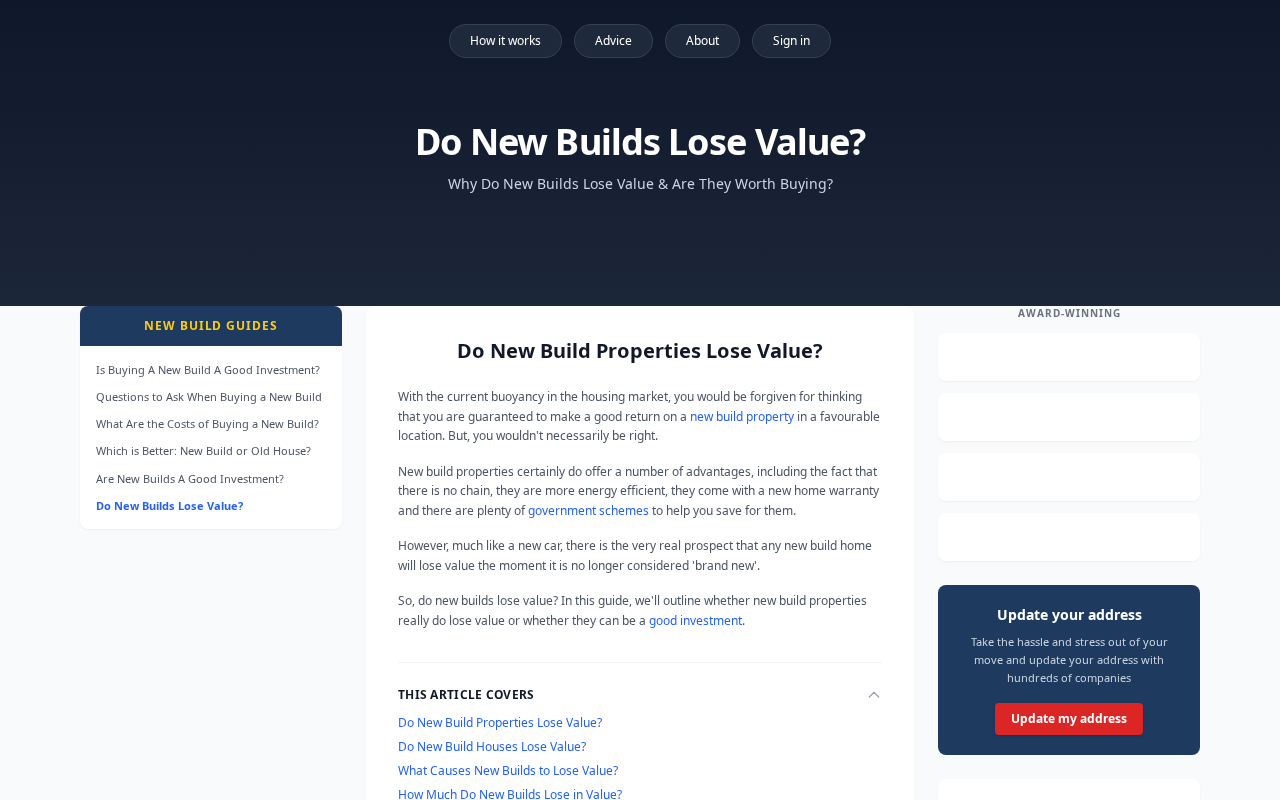 How it works
Advice
About
Sign in
Do New Builds Lose Value?
Why Do New Builds Lose Value & Are They Worth Buying?
NEW BUILD GUIDES
Is Buying A New Build A Good Investment?
Questions to Ask When Buying a New Build
What Are the Costs of Buying a New Build?
Which is Better: New Build or Old House?
Are New Builds A Good Investment?
Do New Builds Lose Value?
Do New Build Properties Lose Value?
With the current buoyancy in the housing market, you would be forgiven for thinking
that you are guaranteed to make a good return on a new build property in a favourable
location. But, you wouldn't necessarily be right.
New build properties certainly do offer a number of advantages, including the fact that
there is no chain, they are more energy efficient, they come with a new home warranty
and there are plenty of government schemes to help you save for them.
However, much like a new car, there is the very real prospect that any new build home
will lose value the moment it is no longer considered 'brand new'.
So, do new builds lose value? In this guide, we'll outline whether new build properties
really do lose value or whether they can be a good investment.
THIS ARTICLE COVERS
Do New Build Properties Lose Value?
Do New Build Houses Lose Value?
What Causes New Builds to Lose Value?
How Much Do New Builds Lose in Value?
AWARD-WINNING
Update your address
Take the hassle and stress out of your
move and update your address with
hundreds of companies
Update my address